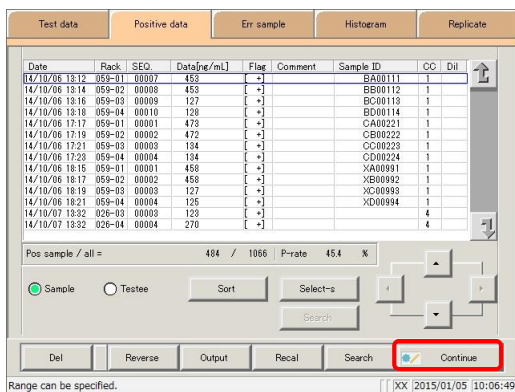 Test data Positive data Err sample Histogram Replicate
Date Rack SEQ. Data[ng/mL] Flag Comment Sample ID CC Dil
14/10/06 13:12 059-01 00007 453 [ +] BA00111 1
14/10/06 13:14 059-02 00008 453 [ +] BB00112 1
14/10/06 13:16 059-03 00009 127 [ +] BC00113 1
14/10/06 13:18 059-04 00010 128 [ +] BD00114 1
14/10/06 17:17 059-01 00001 473 [ +] CA00221 1
14/10/06 17:19 059-02 00002 472 [ +] CB00222 1
14/10/06 17:21 059-03 00003 134 [ +] CC00223 1
14/10/06 17:23 059-04 00004 134 [ +] CD00224 1
14/10/06 18:15 059-01 00001 458 [ +] XA00991 1
14/10/06 18:17 059-02 00002 458 [ +] XB00992 1
14/10/06 18:19 059-03 00003 127 [ +] XC00993 1
14/10/06 18:21 059-04 00004 125 [ +] XD00994 1
14/10/07 13:32 026-03 00003 123 [ +] 4
14/10/07 13:32 026-04 00004 270 [ +] 4
Pos sample / all = 484 / 1066 P-rate 45.4 %
Sample Testee Sort Select-s
Search
Del Reverse Output Recal Search Continue
Range can be specified. XX 2015/01/05 10:06:49